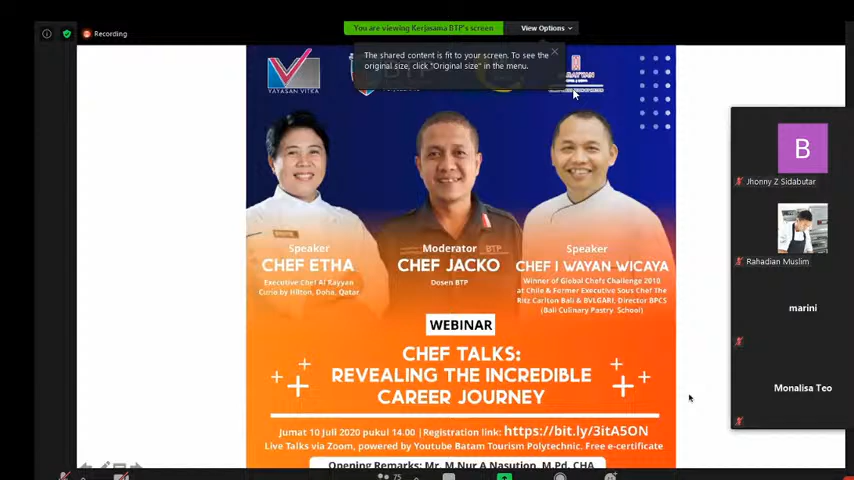 You are viewing Kerjasama BTP's screen
View Options
Recording
The shared content is fit to your screen. To see the
original size, click "Original size" in the menu.
YAYASAN VITKA
BTP
B
Jhonny Z Sidabutar
Rahadian Muslim
marini
Monalisa Teo
Speaker
CHEF ETHA
Executive Chef Al Rayyan
Curio by Hilton, Doha, Qatar
Moderator
CHEF JACKO
Dosen BTP
Speaker
CHEF I WAYAN WICAYA
Winner of Global Chefs Challenge 2010
at Chile & Former Executive Sous Chef The
Ritz Carlton Bali & BVLGARI, Director BPCS
(Bali Culinary Pastry School)
WEBINAR
CHEF TALKS:
REVEALING THE INCREDIBLE
CAREER JOURNEY
Jumat 10 Juli 2020 pukul 14.00 |Registration link: https://bit.ly/3itA5ON
Live Talks via Zoom, powered by Youtube Batam Tourism Polytechnic. Free e-certificate
Opening Remarks: Mr. M Nur A Nasution, M.Pd, CHA
75